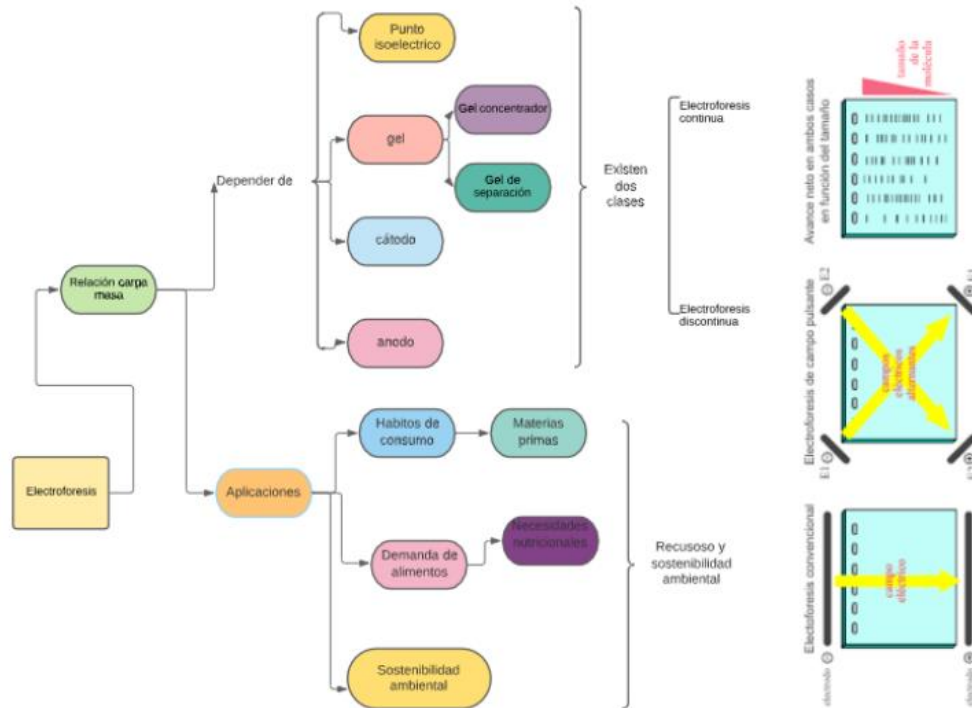 Punto
isoelectrico
Gel concentrador
gel
Gel de
separación
Depender de
cátodo
anodo
Existen
dos
clases
Electroforesis
continua
Electroforesis
discontinua
Relación carga
masa
Electroforesis
Aplicaciones
Habitos de
consumo
Materias
primas
Demanda de
alimentos
Necesidades
nutricionales
Sostenibilidad
ambiental
Recusoso y
sostenibilidad
ambiental
tamaño
de la
molécula
Avance neto en ambos casos
en función del tamaño
Electroforesis de campo pulsante
E2
campos
eléctricos
alternantes
E1
Electoforesis convencional
campo
eléctrico
electrodo
electrodo